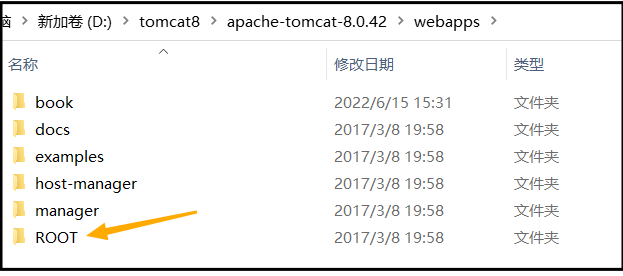 脑 > 新加卷 (D:) > tomcat8 > apache-tomcat-8.0.42 > webapps >
名称 修改日期 类型
book 2022/6/15 15:31 文件夹
docs 2017/3/8 19:58 文件夹
examples 2017/3/8 19:58 文件夹
host-manager 2017/3/8 19:58 文件夹
manager 2017/3/8 19:58 文件夹
ROOT 2017/3/8 19:58 文件夹